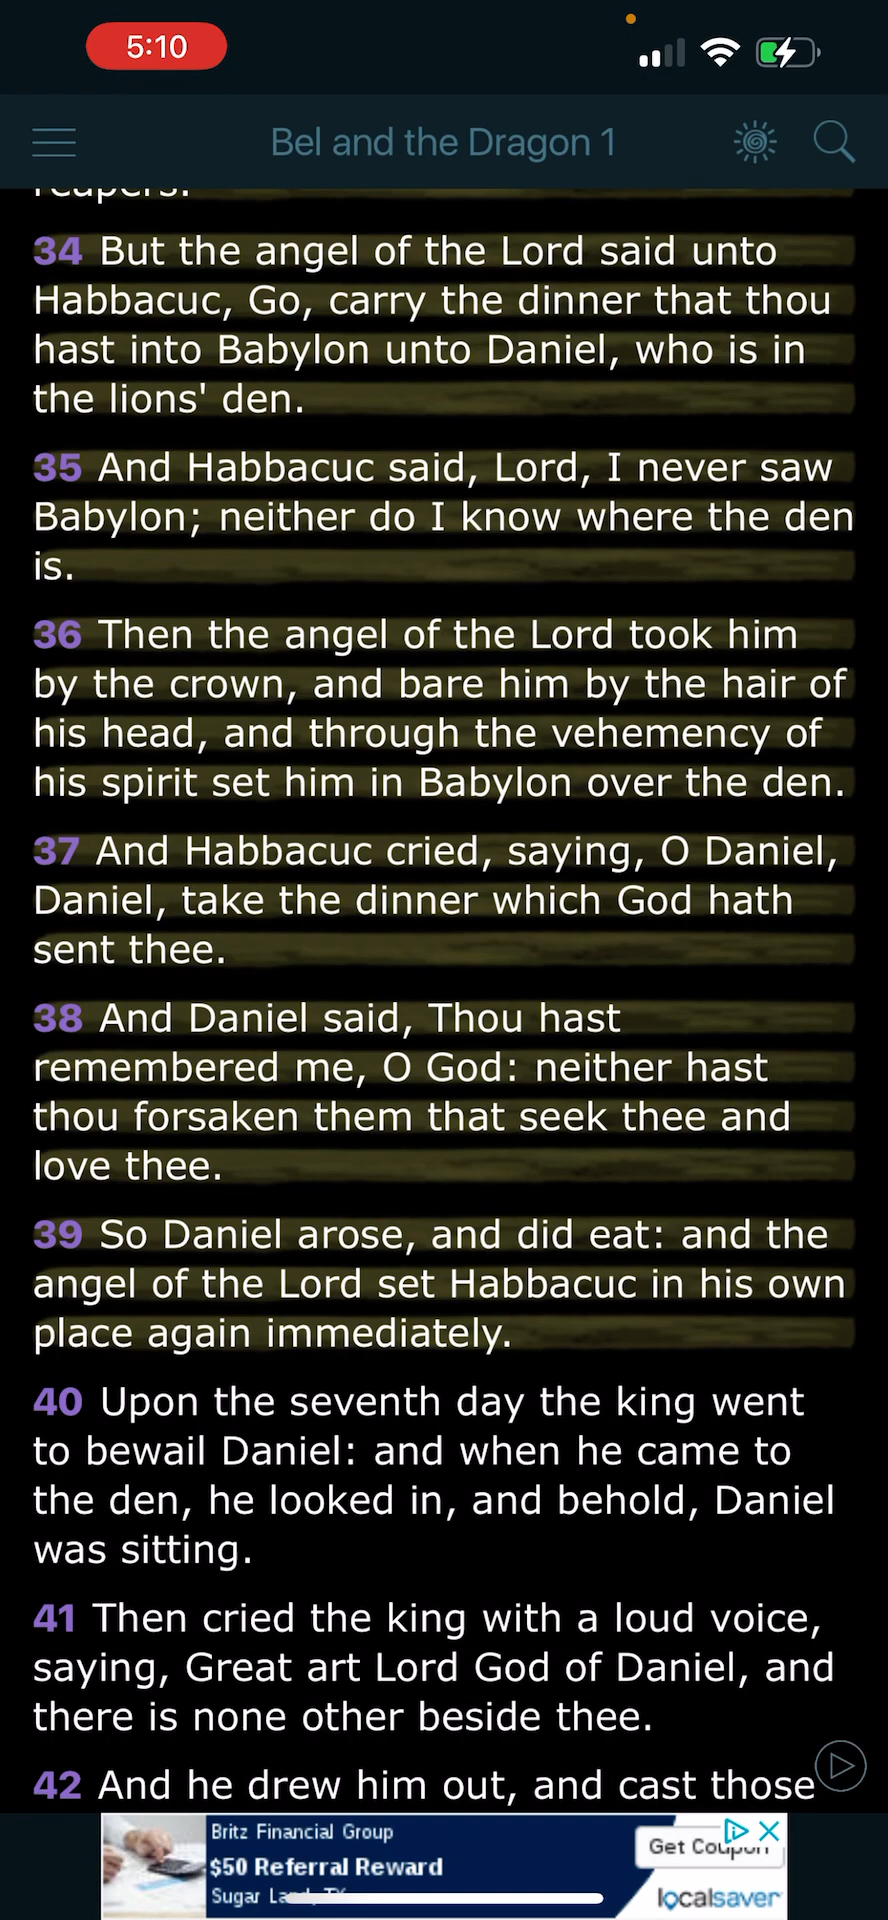 5:10
Bel and the Dragon 1
reapers.
34 But the angel of the Lord said unto
Habbacuc, Go, carry the dinner that thou
hast into Babylon unto Daniel, who is in
the lions' den.
35 And Habbacuc said, Lord, I never saw
Babylon; neither do I know where the den
is.
36 Then the angel of the Lord took him
by the crown, and bare him by the hair of
his head, and through the vehemency of
his spirit set him in Babylon over the den.
37 And Habbacuc cried, saying, O Daniel,
Daniel, take the dinner which God hath
sent thee.
38 And Daniel said, Thou hast
remembered me, O God: neither hast
thou forsaken them that seek thee and
love thee.
39 So Daniel arose, and did eat: and the
angel of the Lord set Habbacuc in his own
place again immediately.
40 Upon the seventh day the king went
to bewail Daniel: and when he came to
the den, he looked in, and behold, Daniel
was sitting.
41 Then cried the king with a loud voice,
saying, Great art Lord God of Daniel, and
there is none other beside thee.
42 And he drew him out, and cast those
Britz Financial Group
$50 Referral Reward
Sugar Land, TX
Get Coupon
localsaver